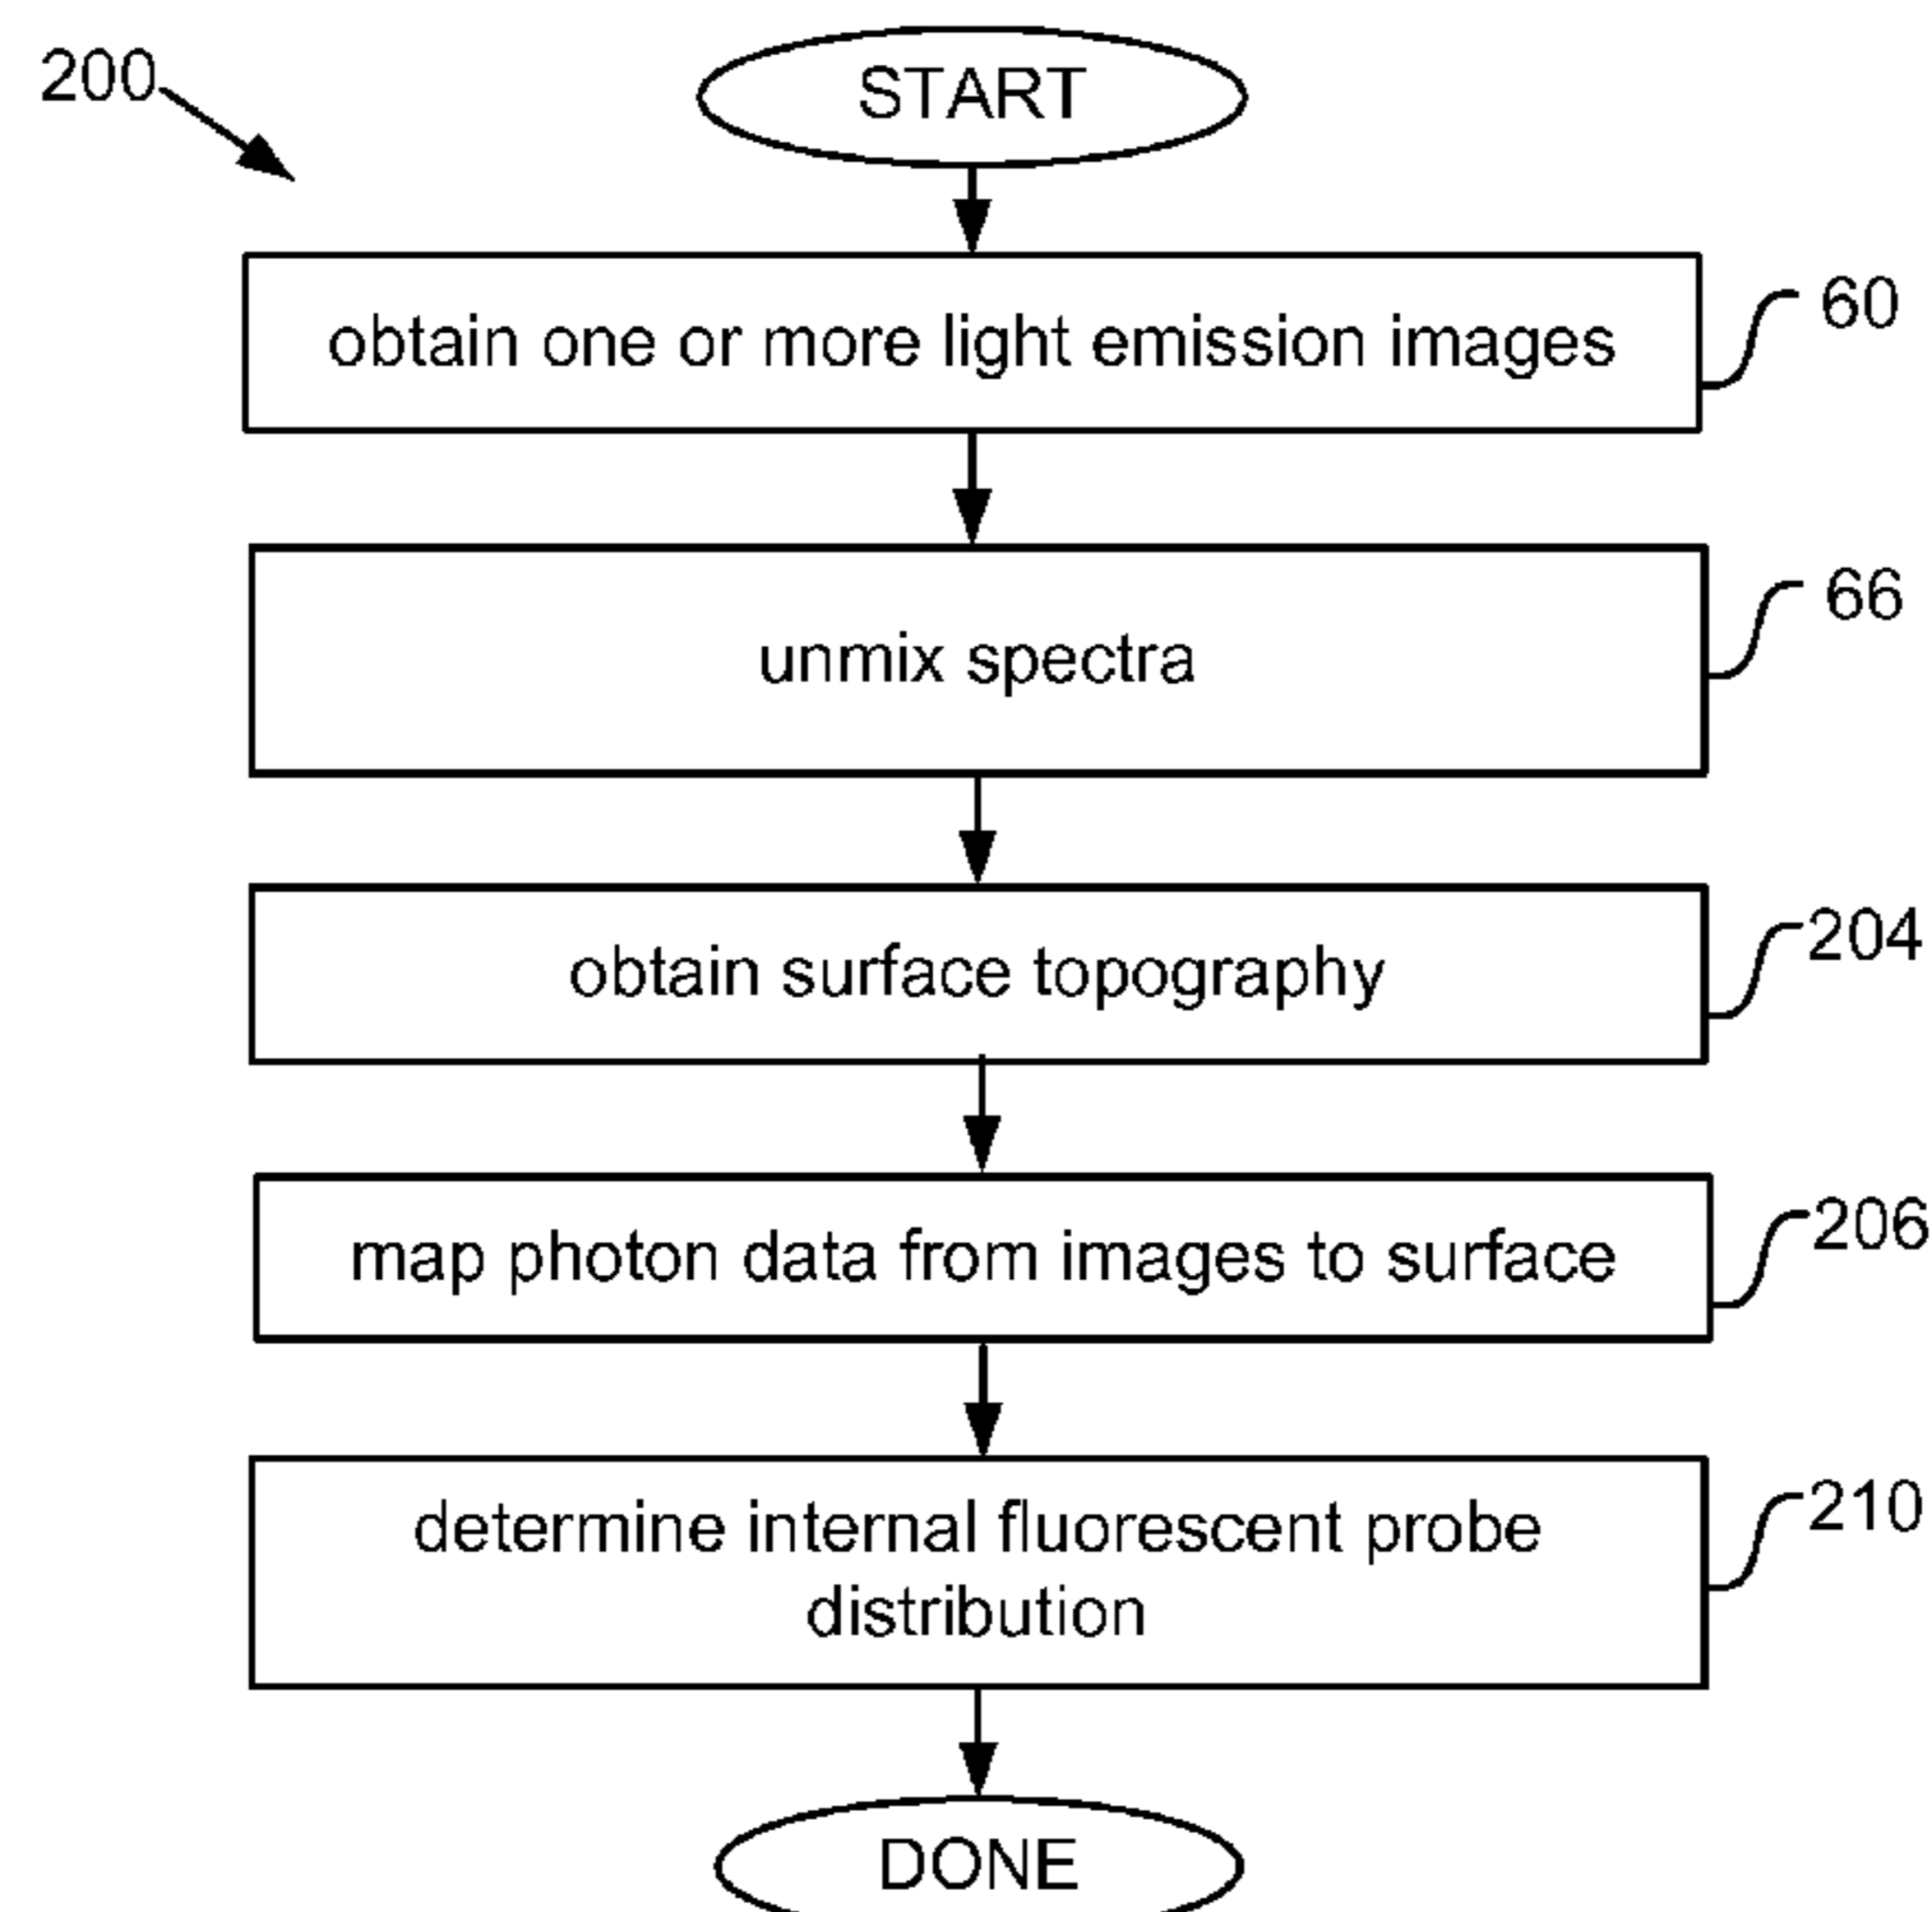 200
START
obtain one or more light emission images
60
unmix spectra
66
obtain surface topography
204
map photon data from images to surface
206
determine internal fluorescent probe
distribution
210
DONE